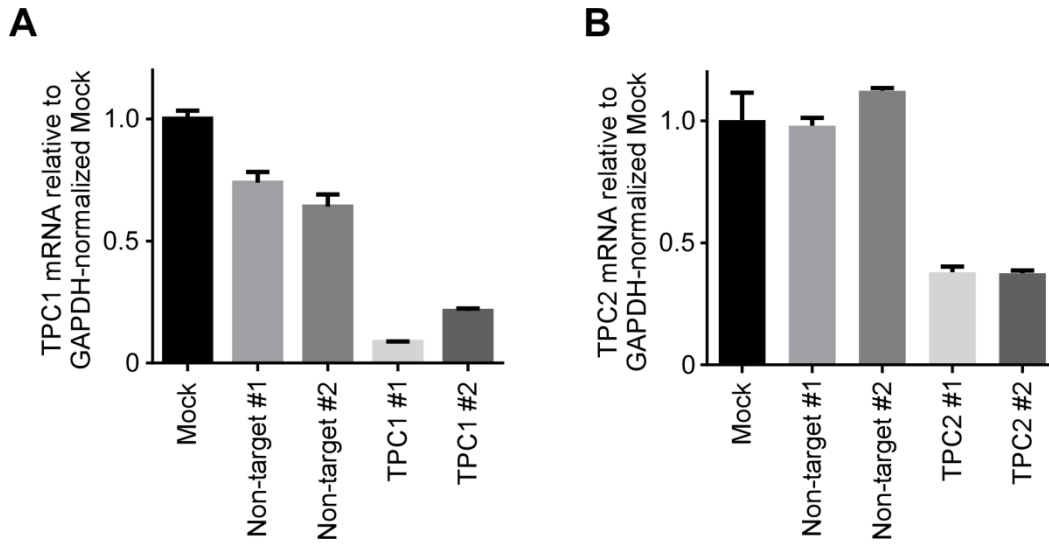 A
TPC1 mRNA relative to
GAPDH-normalized Mock
1.0
0.5
0
Mock
Non-target #1
Non-target #2
TPC1 #1
TPC1 #2
B
TPC2 mRNA relative to
GAPDH-normalized Mock
1.0
0.5
0
Mock
Non-target #1
Non-target #2
TPC2 #1
TPC2 #2